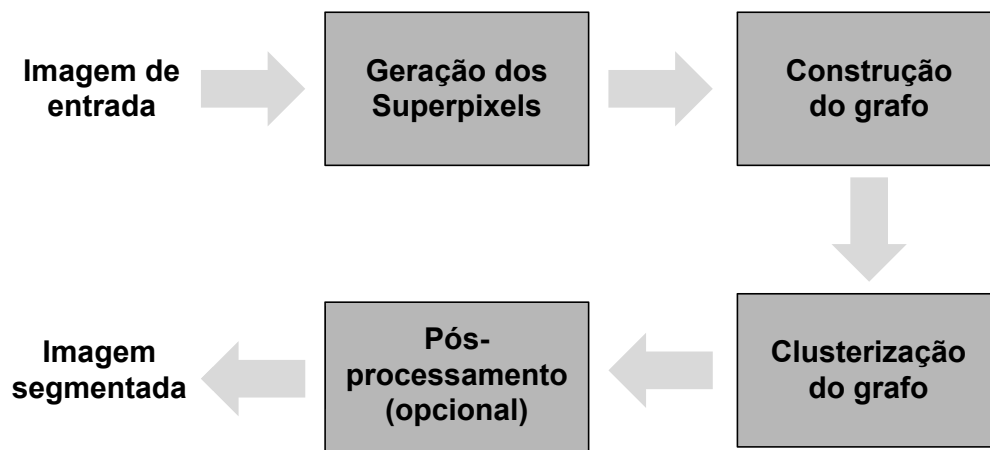 Imagem de
entrada
Geração dos
Superpixels
Construção
do grafo
Imagem
segmentada
Pós-
processamento
(opcional)
Clusterização
do grafo